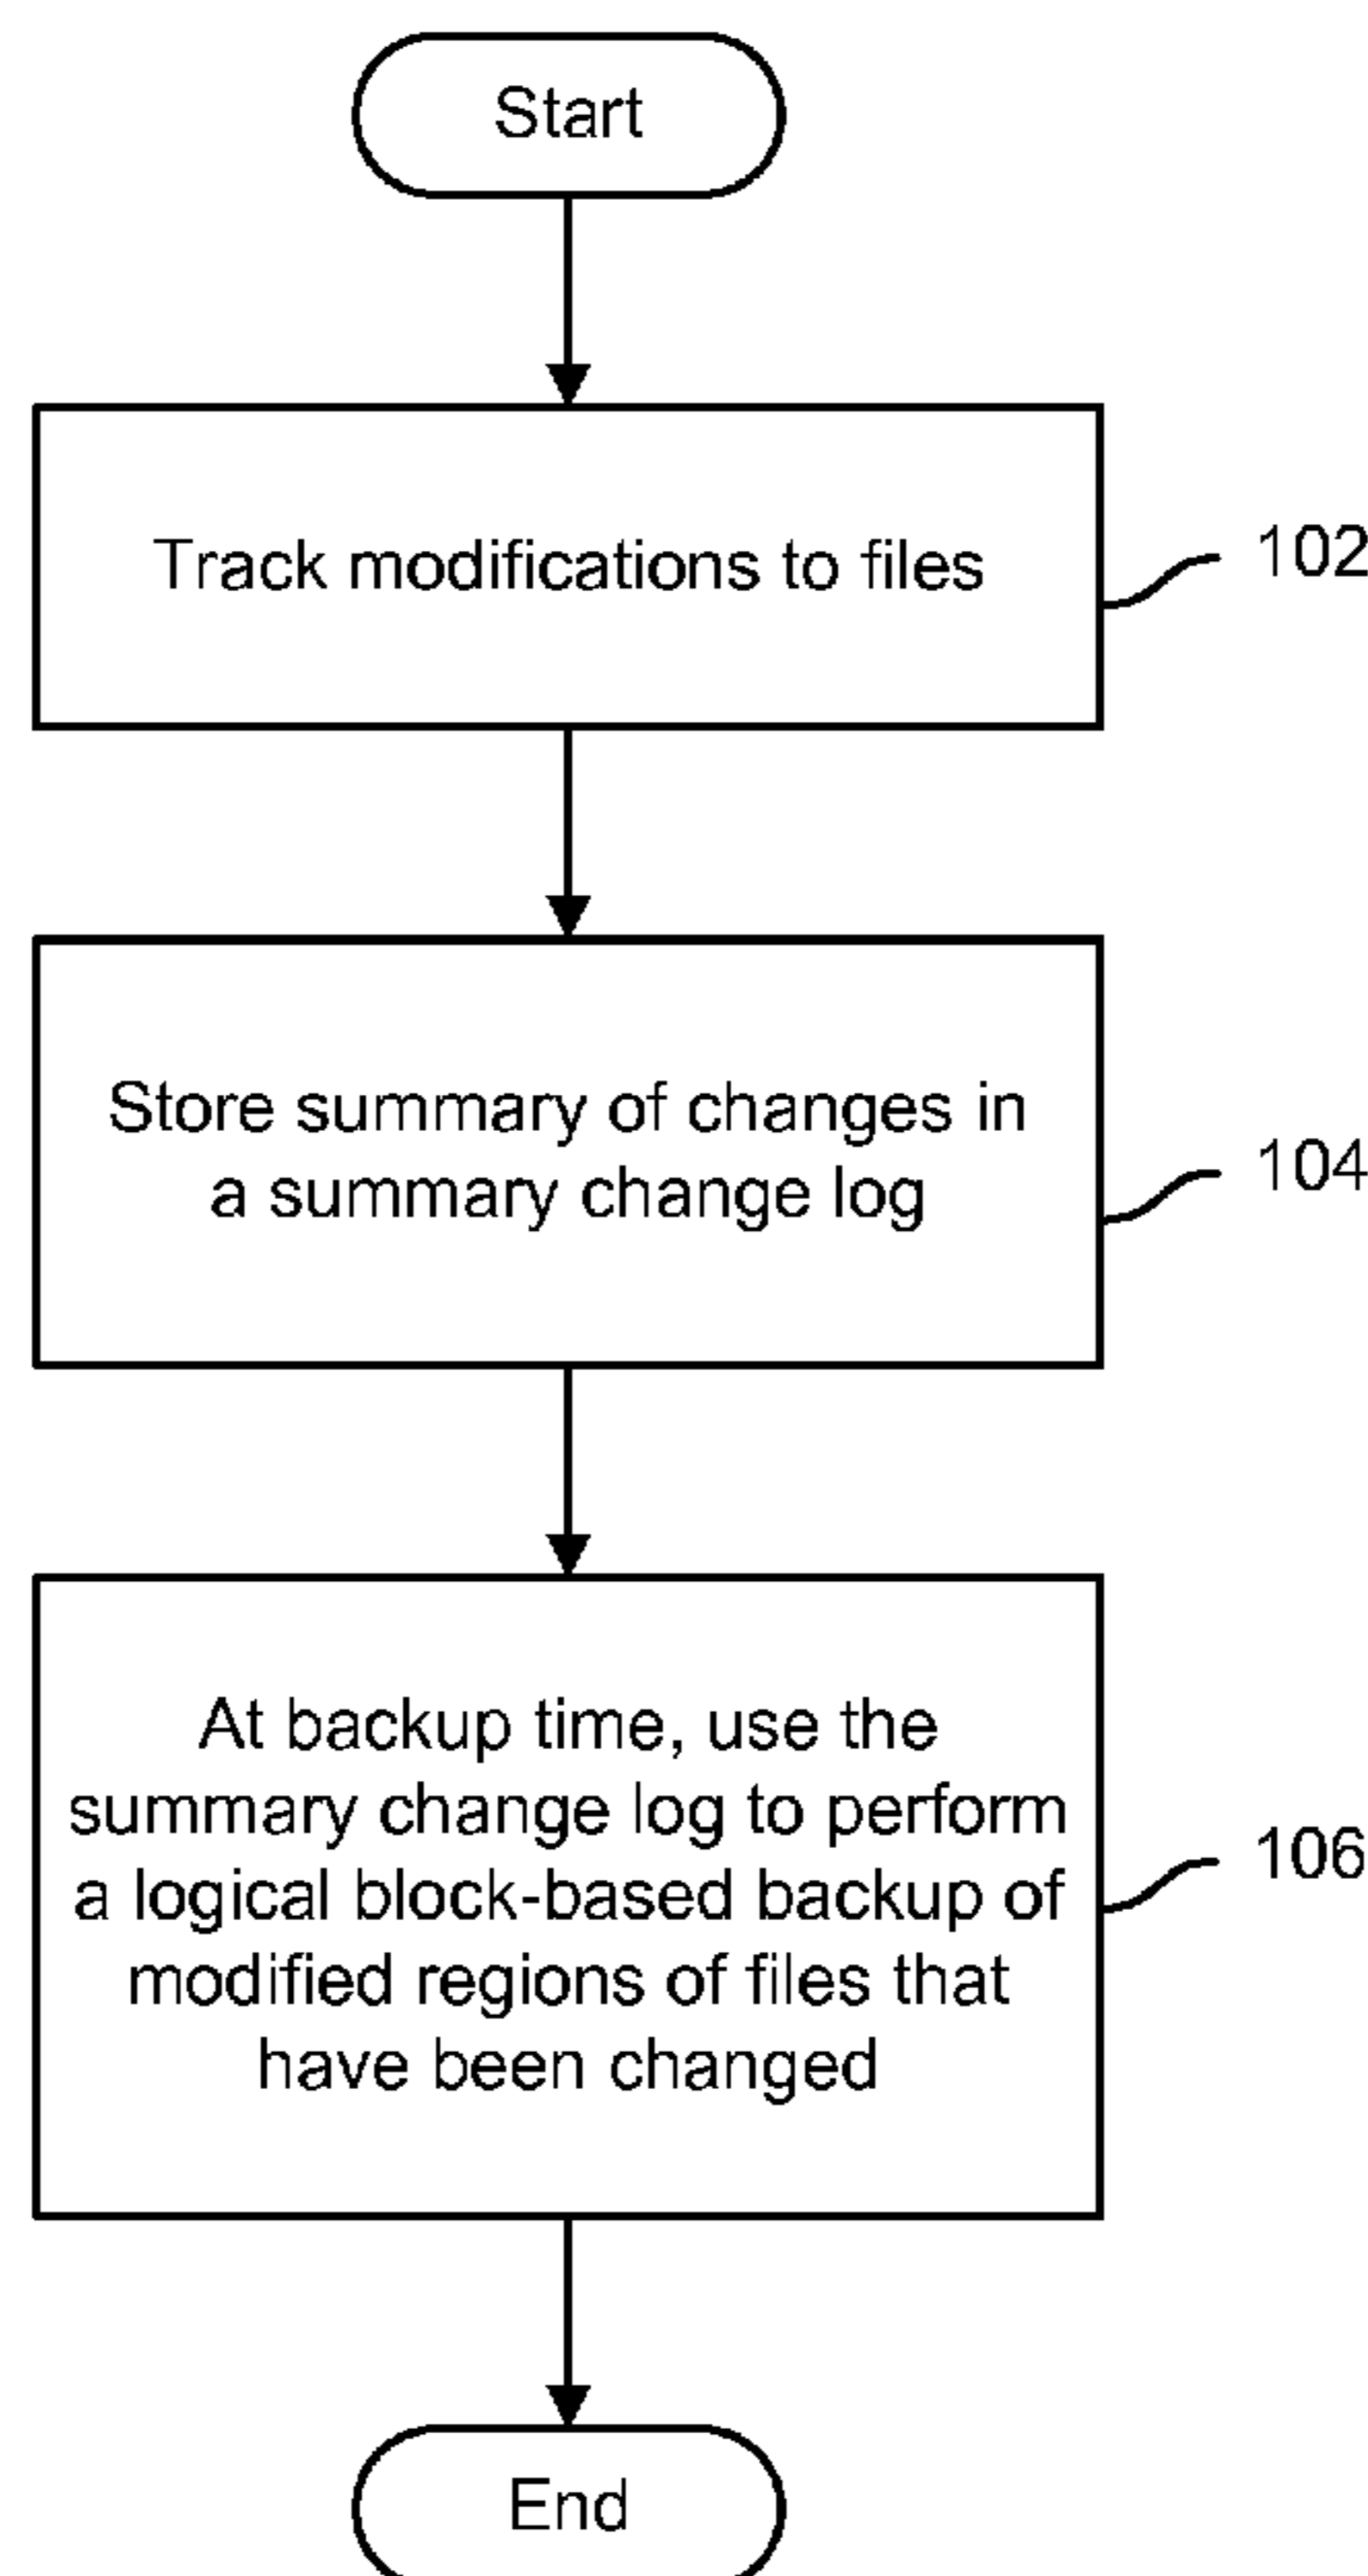 Start
Track modifications to files
102
Store summary of changes in
a summary change log
104
At backup time, use the
summary change log to perform
a logical block-based backup of
modified regions of files that
have been changed
106
End